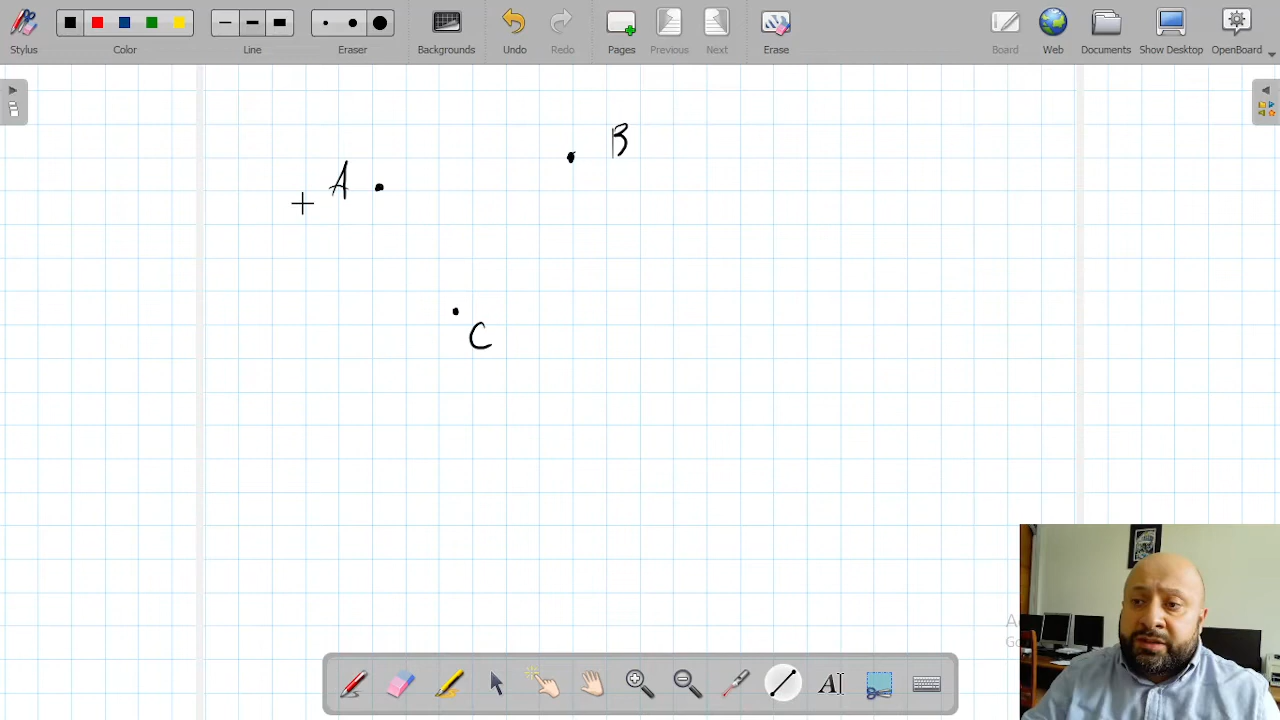 Stylus Color Line Eraser Backgrounds Undo Redo Pages Previous Next Erase Board Web Documents Show Desktop OpenBoard
B
A
C
A